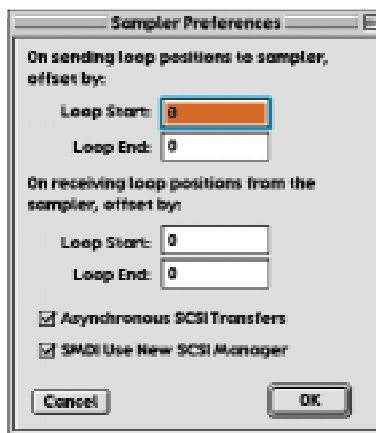 Sampler Preferences
On sending loop positions to sampler,
offset by:
Loop Start: 0
Loop End: 0
On receiving loop positions from the
sampler, offset by:
Loop Start: 0
Loop End: 0
Asynchronous SCSI Transfers
SMDI Use New SCSI Manager
Cancel OK